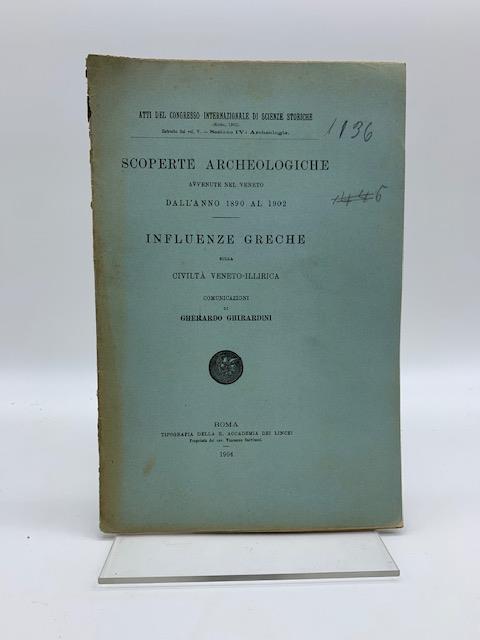 ATTI DEL CONGRESSO INTERNAZIONALE DI SCIENZE STORICHE
(Roma, 1903)
Estratto dal vol. V. – Sezione IV: Archeologia.
1136
SCOPERTE ARCHEOLOGICHE
AVVENUTE NEL VENETO
DALL'ANNO 1890 AL 1902
INFLUENZE GRECHE
SULLA
CIVILTÀ VENETO-ILLIRICA
COMUNICAZIONI
DI
GHERARDO GHIRARDINI
ROMA
TIPOGRAFIA DELLA R. ACCADEMIA DEI LINCEI
Proprietà del cav. Vincenzo Salviucci
1904